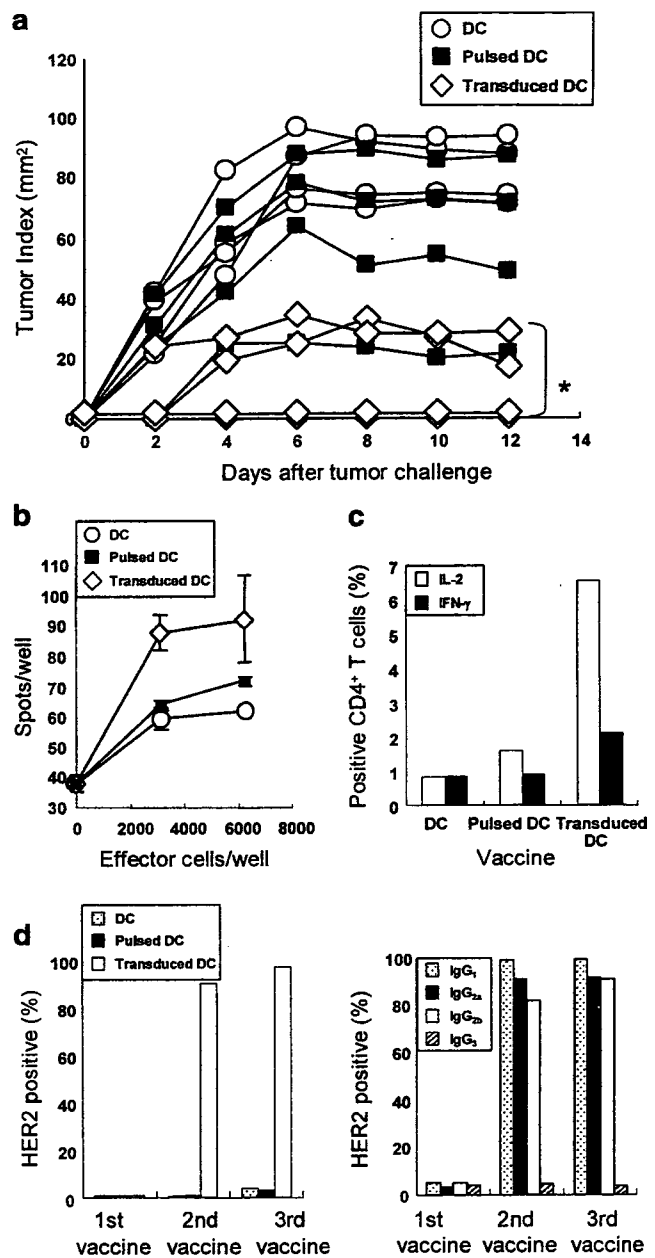 a
DC
Pulsed DC
Transduced DC
Tumor Index (mm²)
120
100
80
60
40
20
0
0 2 4 6 8 10 12 14
*
Days after tumor challenge
b
DC
Pulsed DC
Transduced DC
Spots/well
110
100
90
80
70
60
50
40
30
0 2000 4000 6000 8000
Effector cells/well
c
IL-2
IFN-γ
Positive CD4⁺ T cells (%)
7
6
5
4
3
2
1
0
DC Pulsed DC Transduced
DC
Vaccine
d
DC
Pulsed DC
Transduced DC
HER2 positive (%)
100
80
60
40
20
0
1st 2nd 3rd
vaccine vaccine vaccine
IgG₁
IgG₂ₐ
IgG2b
IgG₃
HER2 positive (%)
100
80
60
40
20
0
1st 2nd 3rd
vaccine vaccine vaccine